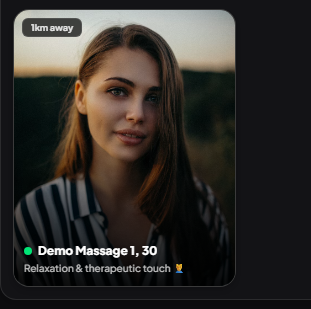 1km away
Demo Massage 1, 30
Relaxation & therapeutic touch 💆